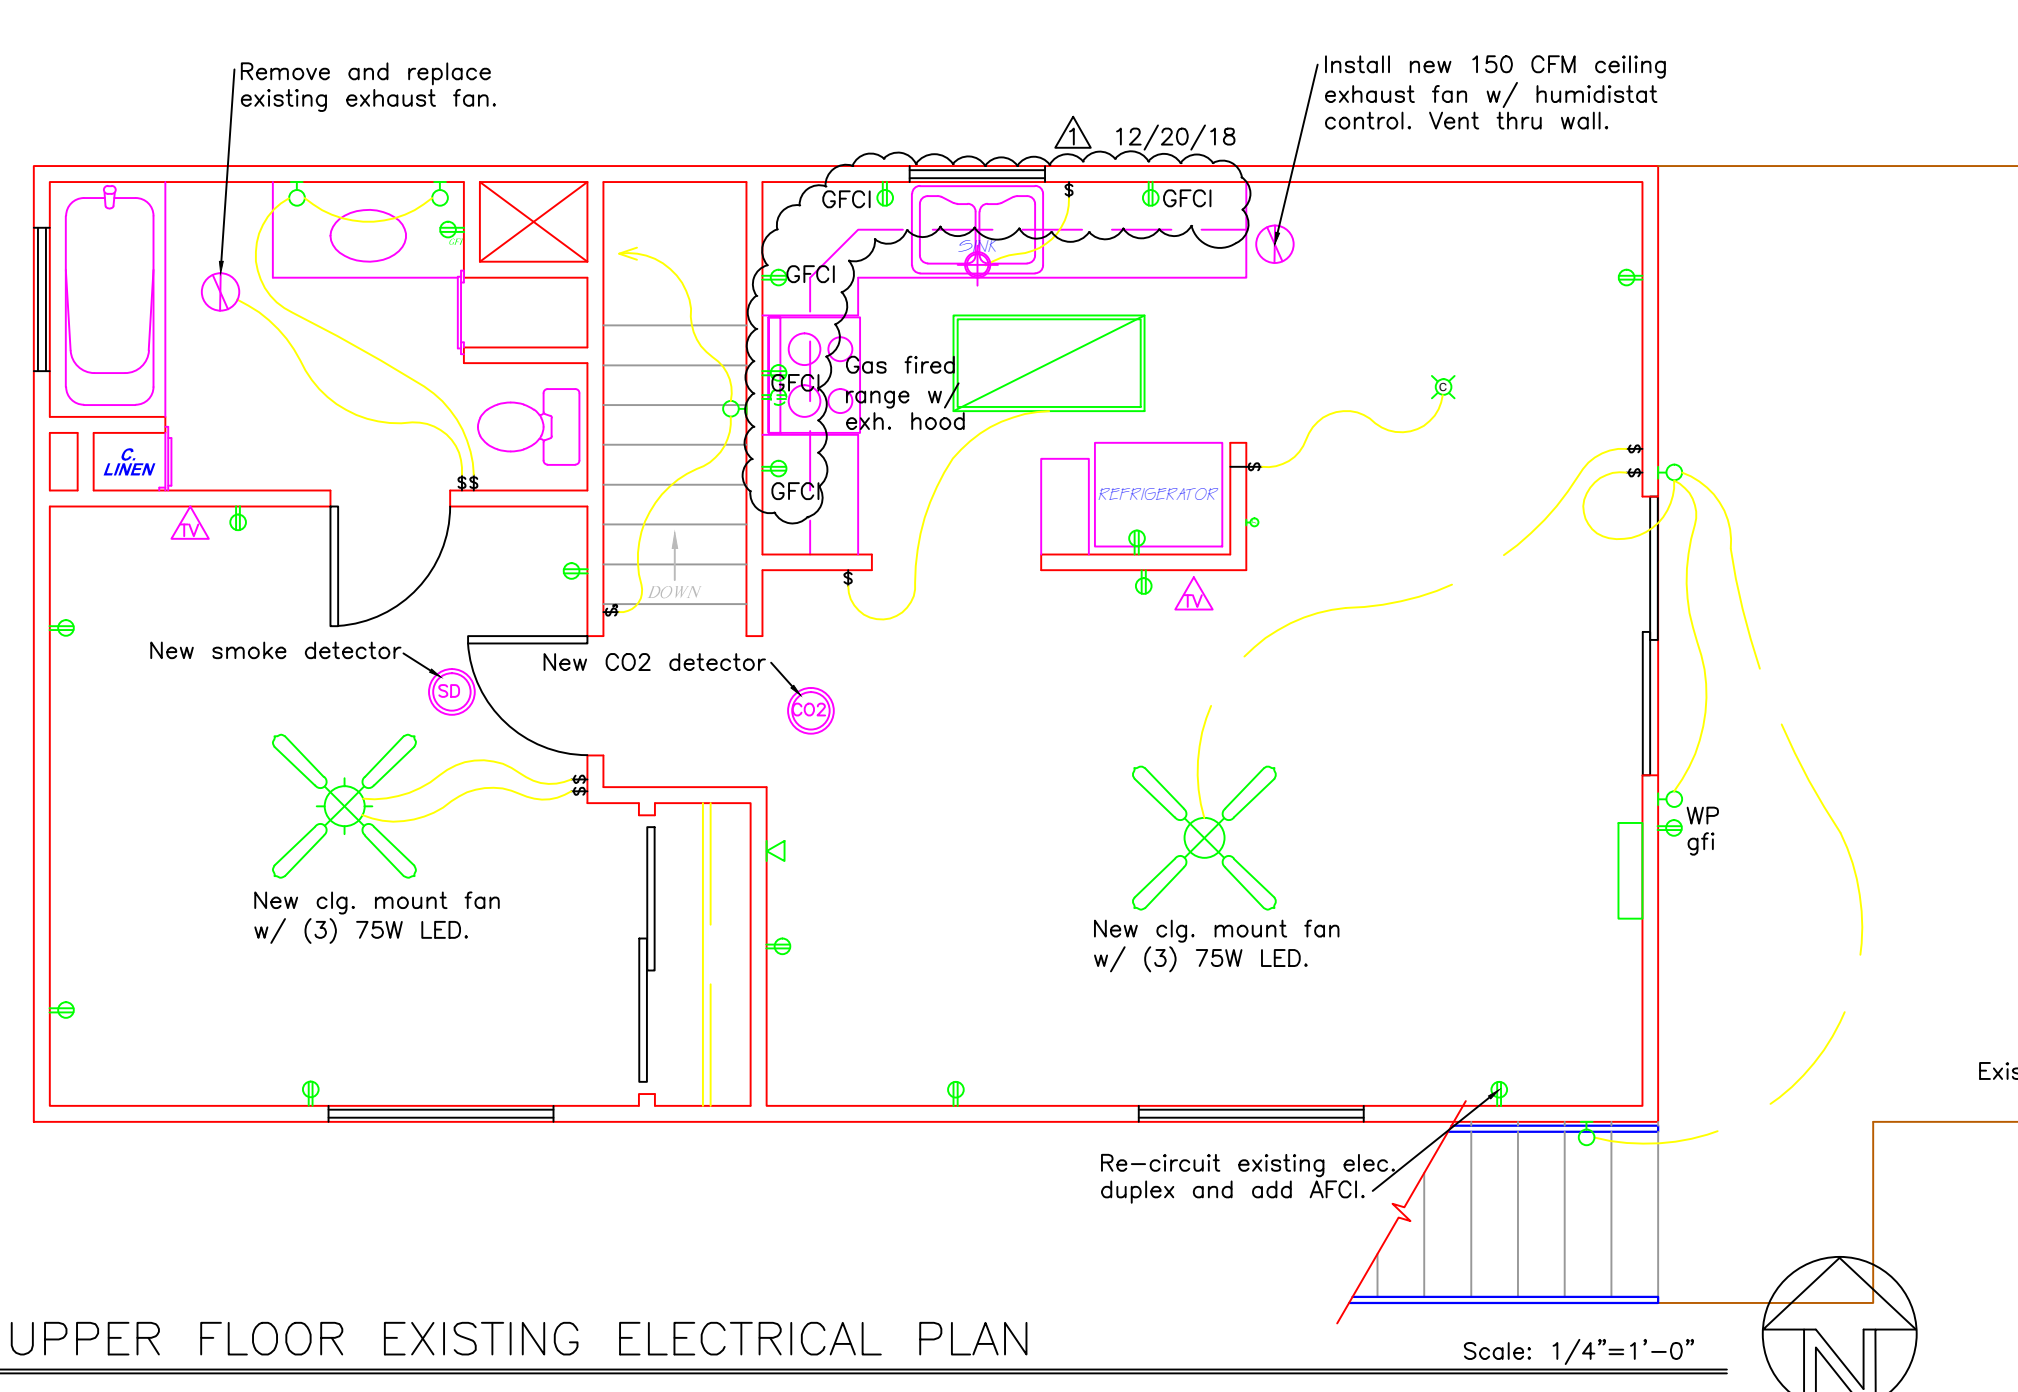 Remove and replace
existing exhaust fan.
Install new 150 CFM ceiling
exhaust fan w/ humidistat
control. Vent thru wall.
1 12/20/18
$
GFCI
GFCI
GFI
SINK
GFCI
GFCI
Gas fired
range w/
exh. hood
C
C.
LINEN
$$
$
$
$
REFRIGERATOR
GFCI
TV
$
DOWN
TV
$
New smoke detector
New CO2 detector
SD
CO2
$
$
WP
gfi
New clg. mount fan
w/ (3) 75W LED.
New clg. mount fan
w/ (3) 75W LED.
Exis
Re-circuit existing elec.
duplex and add AFCI.
UPPER FLOOR EXISTING ELECTRICAL PLAN
Scale: 1/4"=1'-0"
N